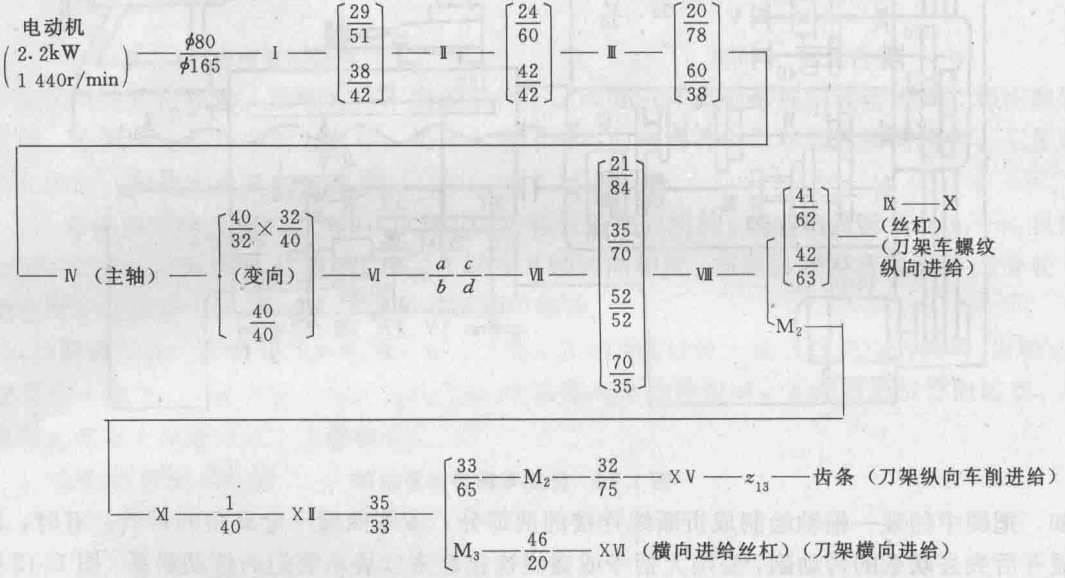 电动机
(2.2kW
1 440r/min)
—ϕ80/ϕ165—Ⅰ—[29/51 38/42]—Ⅱ—[24/60 42/42]—Ⅲ—[20/78 60/38]
—Ⅳ(主轴)—[40/32×32/40 (变向) 40/40]—Ⅵ—a/b c/d—Ⅶ—[21/84 35/70 52/52 70/35]—Ⅷ—[41/62 42/63]—Ⅸ—Ⅹ
(丝杠)
(刀架车螺纹
纵向进给)
M₂
Ⅺ—1/40—Ⅻ—35/33—
33/65—M₂—32/75—ⅩⅤ—z₁₃—齿条(刀架纵向车削进给)
M₃—46/20—ⅩⅥ(横向进给丝杠)(刀架横向进给)